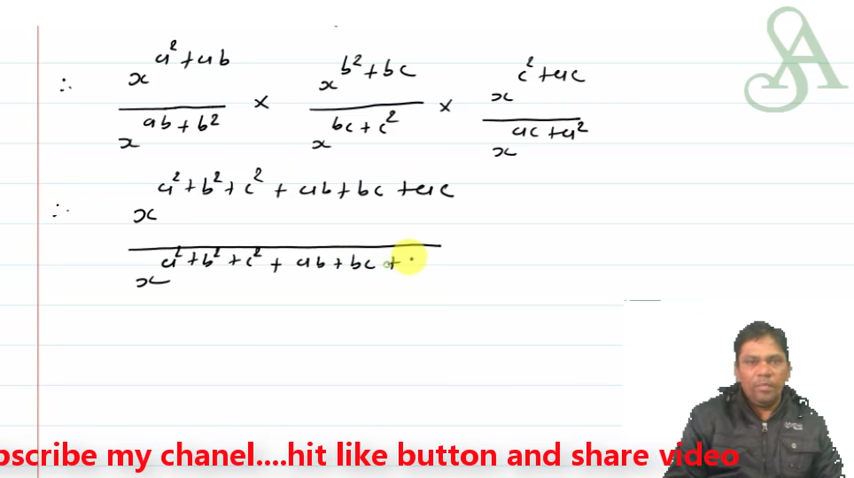 ∴ x^(a²+ab) / x^(ab+b²) × x^(b²+bc) / x^(bc+c²) × x^(c²+ac) / x^(ac+a²)
∴ x^(a²+b²+c²+ab+bc+ac) / x^(a²+b²+c²+ab+bc+
bscribe my chanel....hit like button and share video